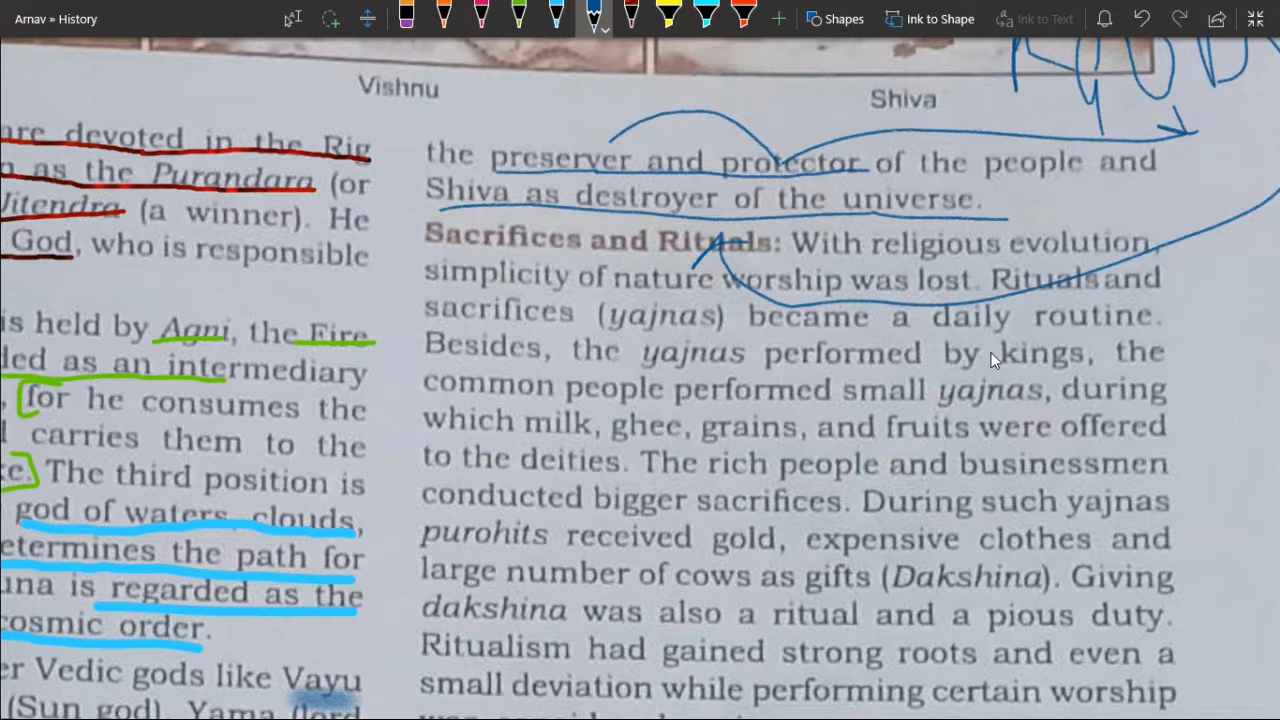 Arnav » History
Shapes
Ink to Shape
Ink to Text
Vishnu
Shiva
are devoted in the Rig
as the Purandara (or
Jitendra (a winner). He
God, who is responsible
is held by Agni, the Fire
as an intermediary
for he consumes the
carries them to the
The third position is
god of waters, clouds,
the path for
is regarded as the
cosmic order.
Vedic gods like Vayu
(Sun god), Yama (lord
the preserver and protector of the people and
Shiva as destroyer of the universe.
Sacrifices and Rituals: With religious evolution,
simplicity of nature worship was lost. Rituals and
sacrifices (yajnas) became a daily routine.
Besides, the yajnas performed by kings, the
common people performed small yajnas, during
which milk, ghee, grains, and fruits were offered
to the deities. The rich people and businessmen
conducted bigger sacrifices. During such yajnas
purohits received gold, expensive clothes and
large number of cows as gifts (Dakshina). Giving
dakshina was also a ritual and a pious duty.
Ritualism had gained strong roots and even a
small deviation while performing certain worship